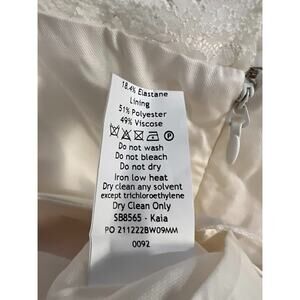 18.4% Elastane
Lining
51% Polyester
49% Viscose
Do not wash
Do not bleach
Do not dry
Iron low heat
Dry clean any solvent
except trichloroethylene
Dry Clean Only
SB8565 - Kaia
PO 211222BW09MM
0092